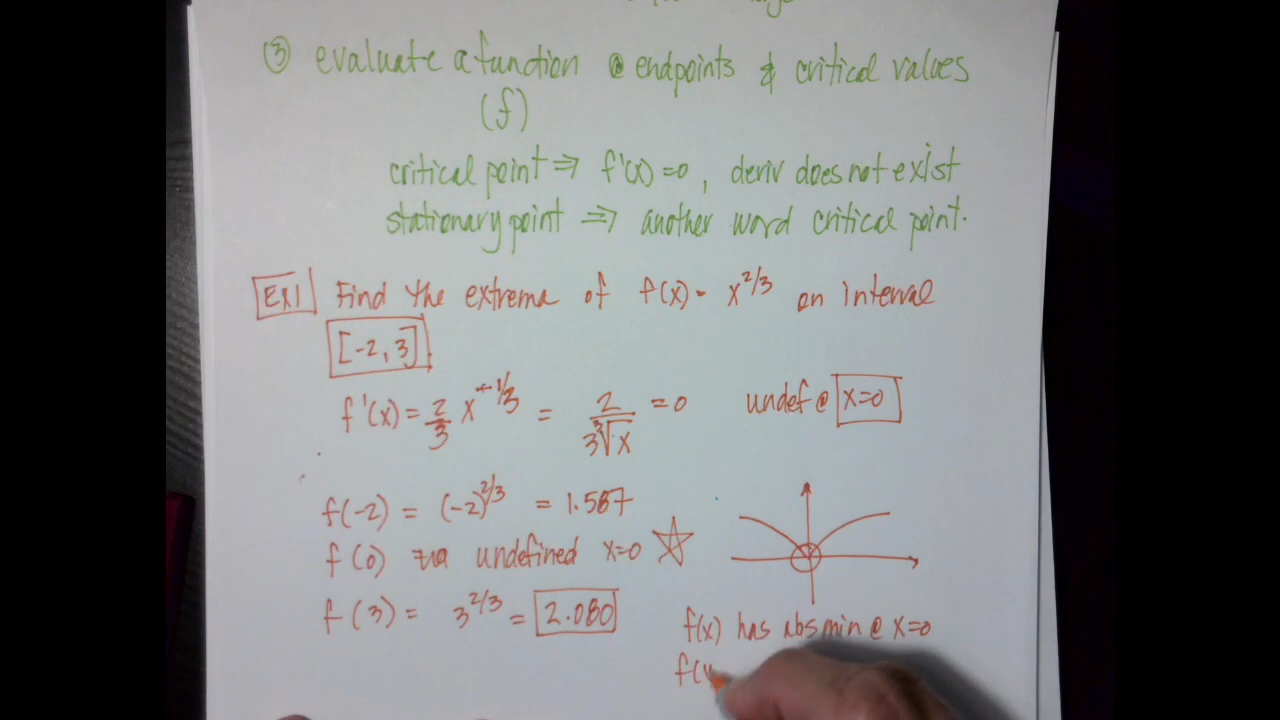 ③ evaluate a function @ endpoints & critical values
(f)
critical point ⇒ f'(x)=0, deriv does not exist
stationary point ⇒ another word critical point.
EX1 Find the extrema of f(x) = x^2/3 on interval
[-2, 3].
f'(x) = 2/3 x^-1/3 = 2/(3∛x) = 0 undef @ x=0
f(-2) = (-2)^2/3 = 1.587
f(0) undefined x=0
f(3) = 3^2/3 = 2.080
f(x) has abs min @ x=0